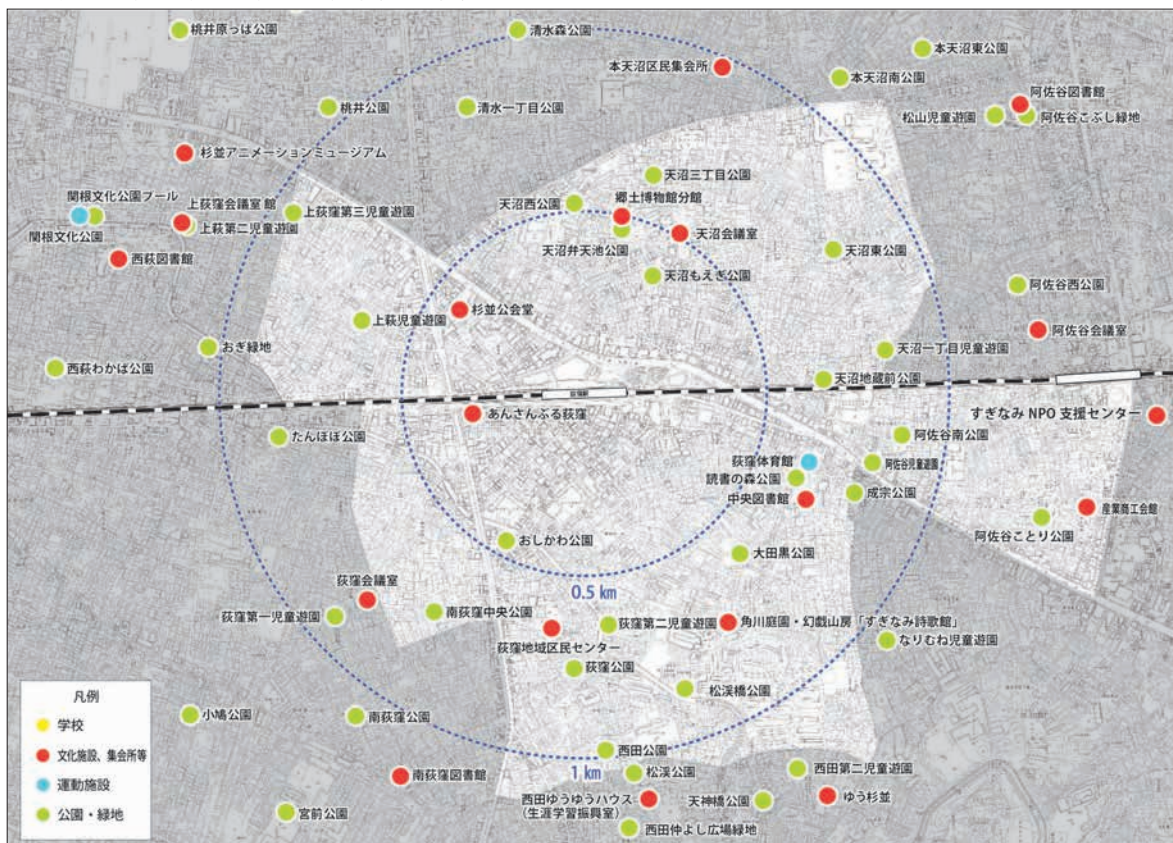 桃井原っぱ公園
清水森公園
本天沼東公園
本天沼区民集会所
本天沼南公園
阿佐谷図書館
桃井公園
清水一丁目公園
松山児童遊園
阿佐谷こぶし緑地
杉並アニメーションミュージアム
天沼三丁目公園
関根文化公園プール
上荻窪会議室 館
郷土博物館分館
天沼西公園
上荻窪第三児童遊園
関根文化公園
上萩第二児童遊園
天沼弁天池公園
天沼会議室
天沼東公園
西荻図書館
天沼もえぎ公園
阿佐谷西公園
杉並公会堂
上萩児童遊園
阿佐谷会議室
おぎ緑地
天沼一丁目児童遊園
西萩わかば公園
天沼地蔵前公園
荻窪駅
あんさんぶる荻窪
すぎなみ NPO 支援センター
たんぽぽ公園
阿佐谷南公園
荻窪体育館
阿佐谷児童遊園
読書の森公園
成宗公園
中央図書館
産業商工会館
阿佐谷ことり公園
おしかわ公園
大田黒公園
0.5 km
荻窪会議室
荻窪第一児童遊園
南荻窪中央公園
荻窪第二児童遊園
角川庭園・幻戯山房「すぎなみ詩歌館」
荻窪地域区民センター
なりむね児童遊園
荻窪公園
松渓橋公園
凡例
学校
文化施設、集会所等
運動施設
公園・緑地
小鳩公園
南荻窪公園
西田公園
1 km
松渓公園
西田第二児童遊園
南荻窪図書館
西田ゆうゆうハウス
(生涯学習振興室)
天神橋公園
ゆう杉並
宮前公園
西田仲よし広場緑地